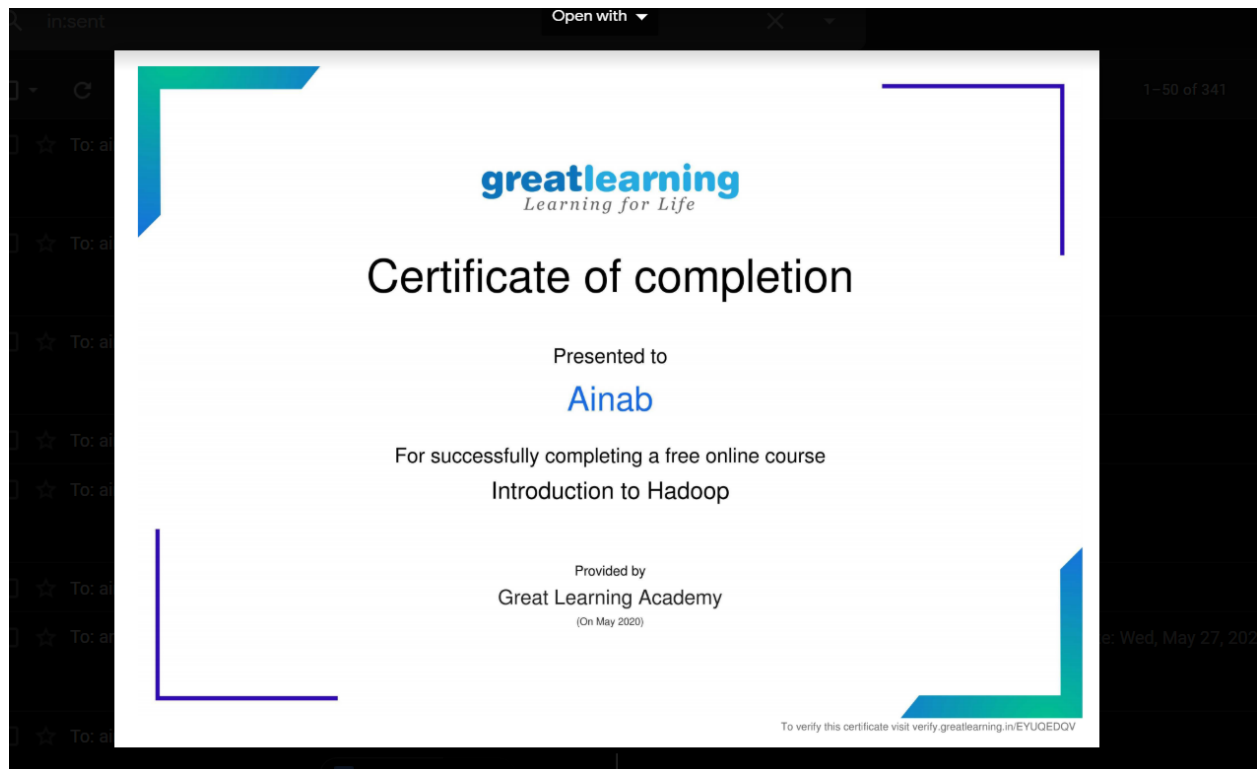 in:sent
Open with
1–50 of 341
To: ai
greatlearning
Learning for Life
To: ai
Certificate of completion
To: ai
Presented to
Ainab
To: ai
For successfully completing a free online course
To: ai
Introduction to Hadoop
Provided by
To: ai
Great Learning Academy
(On May 2020)
To: ar
e: Wed, May 27, 202
To verify this certificate visit verify.greatlearning.in/EYUQEDQV
To: ai